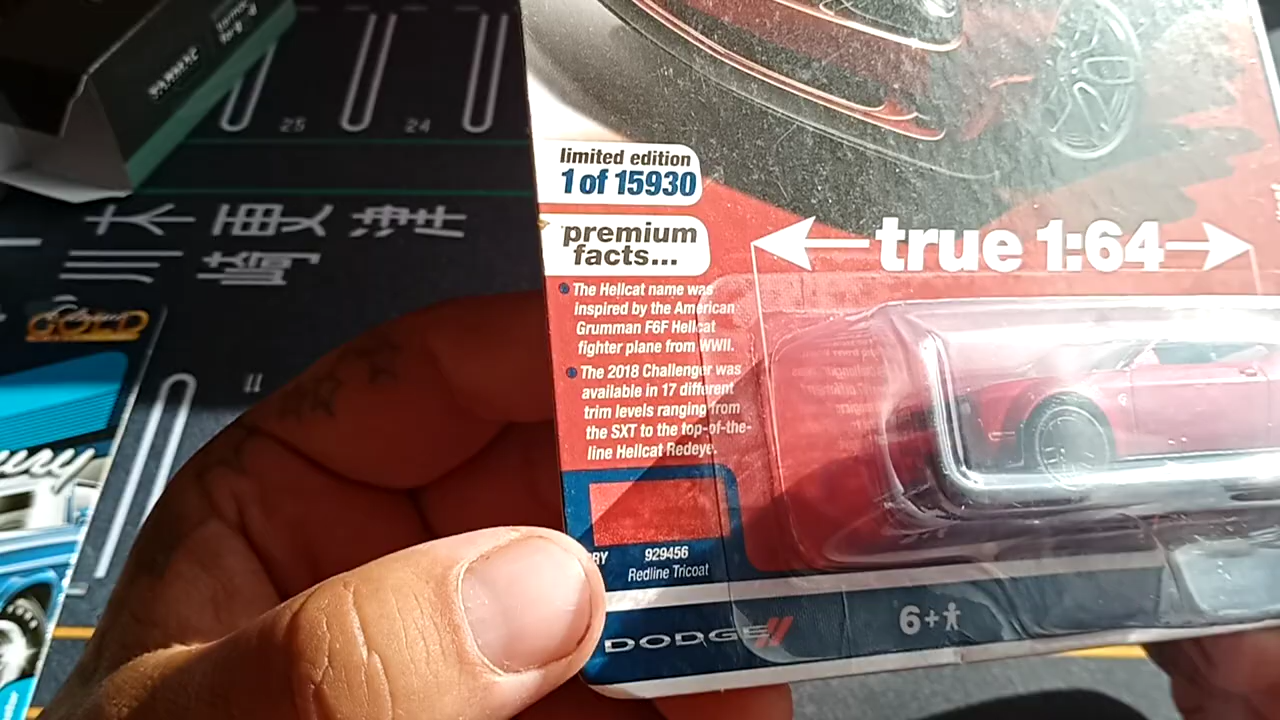 limited edition
1 of 15930
premium
facts...
The Hellcat name was
inspired by the American
Grumman F6F Hellcat
fighter plane from WWII.
The 2018 Challenger was
available in 17 different
trim levels ranging from
the SXT to the top-of-the-
line Hellcat Redeye.
929456
Redline Tricoat
DODGE
6+
true 1:64
25
24
11
GOLD